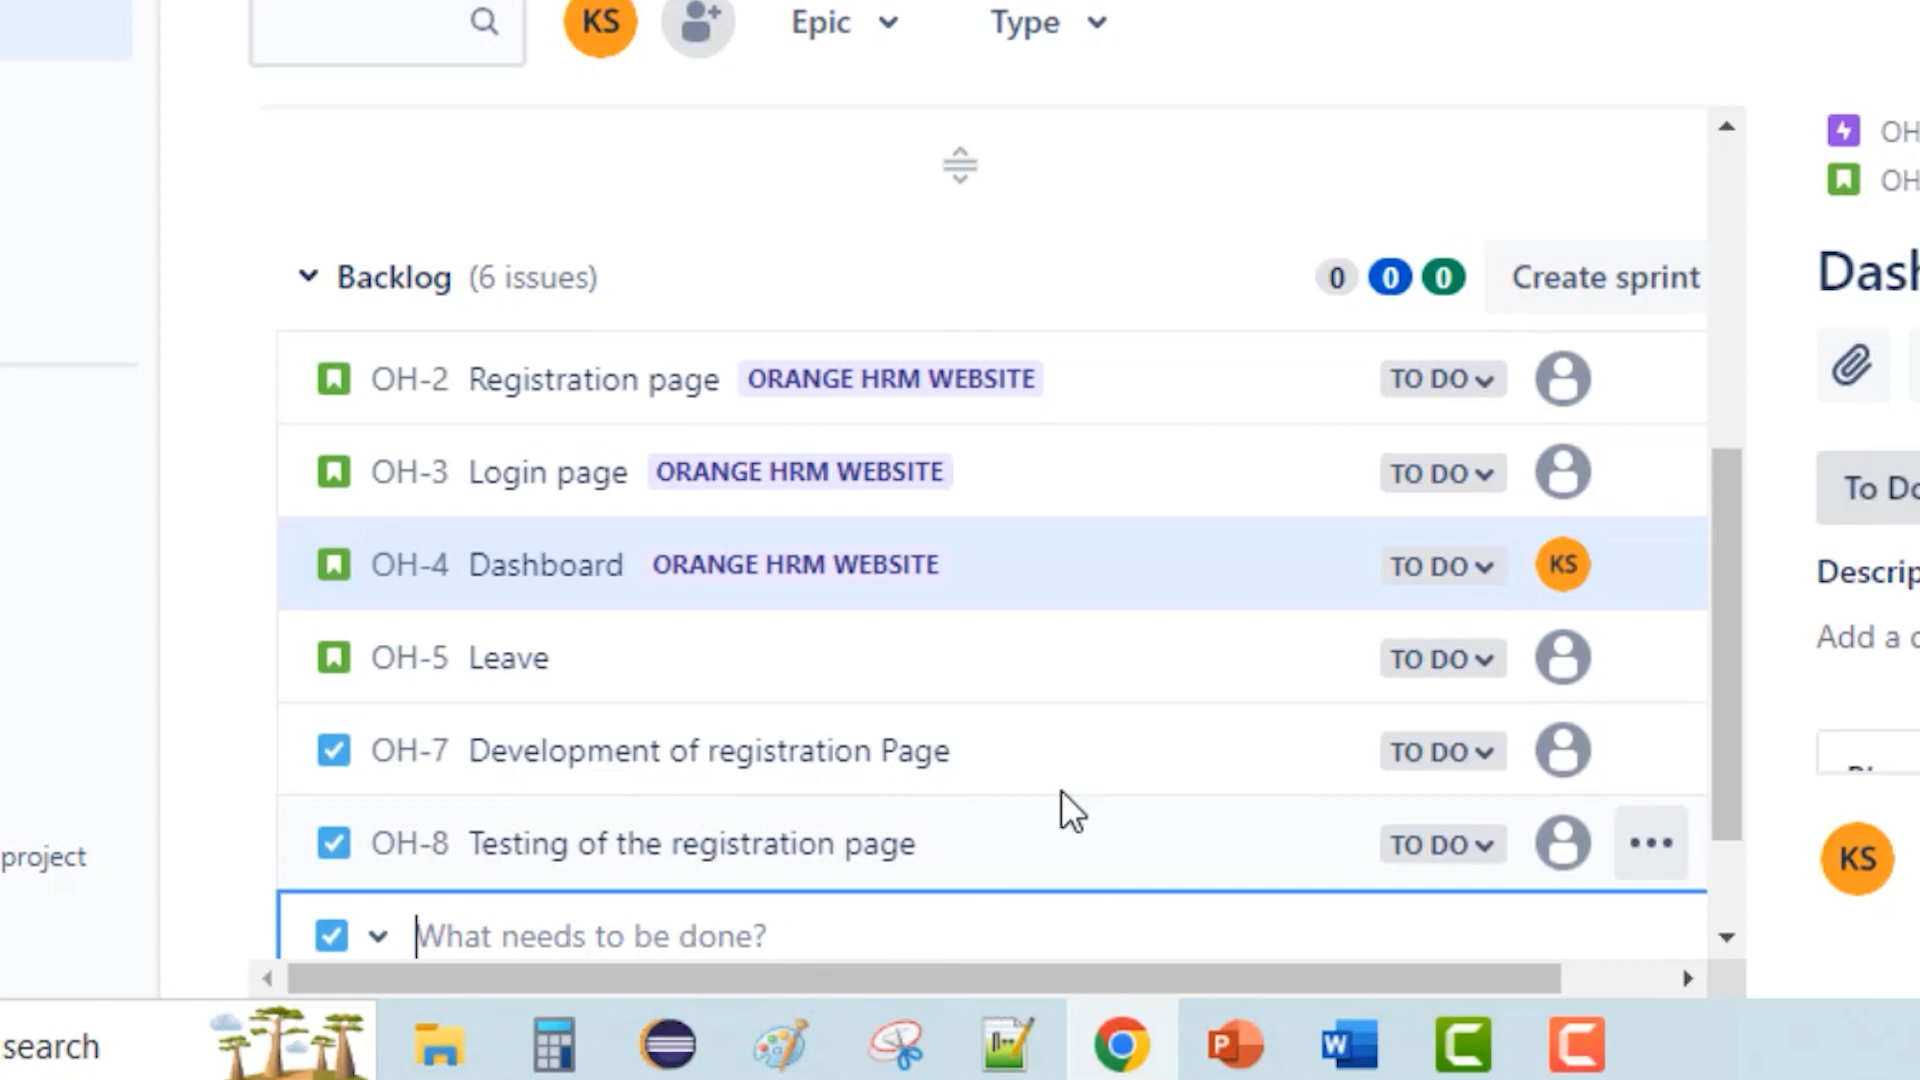 KS
Epic
Type
OH
OH
Backlog (6 issues)
0 0 0
Create sprint
Dash
OH-2 Registration page ORANGE HRM WEBSITE TO DO
OH-3 Login page ORANGE HRM WEBSITE TO DO
To Do
OH-4 Dashboard ORANGE HRM WEBSITE TO DO KS
Descrip
Add a
OH-5 Leave TO DO
OH-7 Development of registration Page TO DO
OH-8 Testing of the registration page TO DO
project
KS
What needs to be done?
search
P
W
C
C